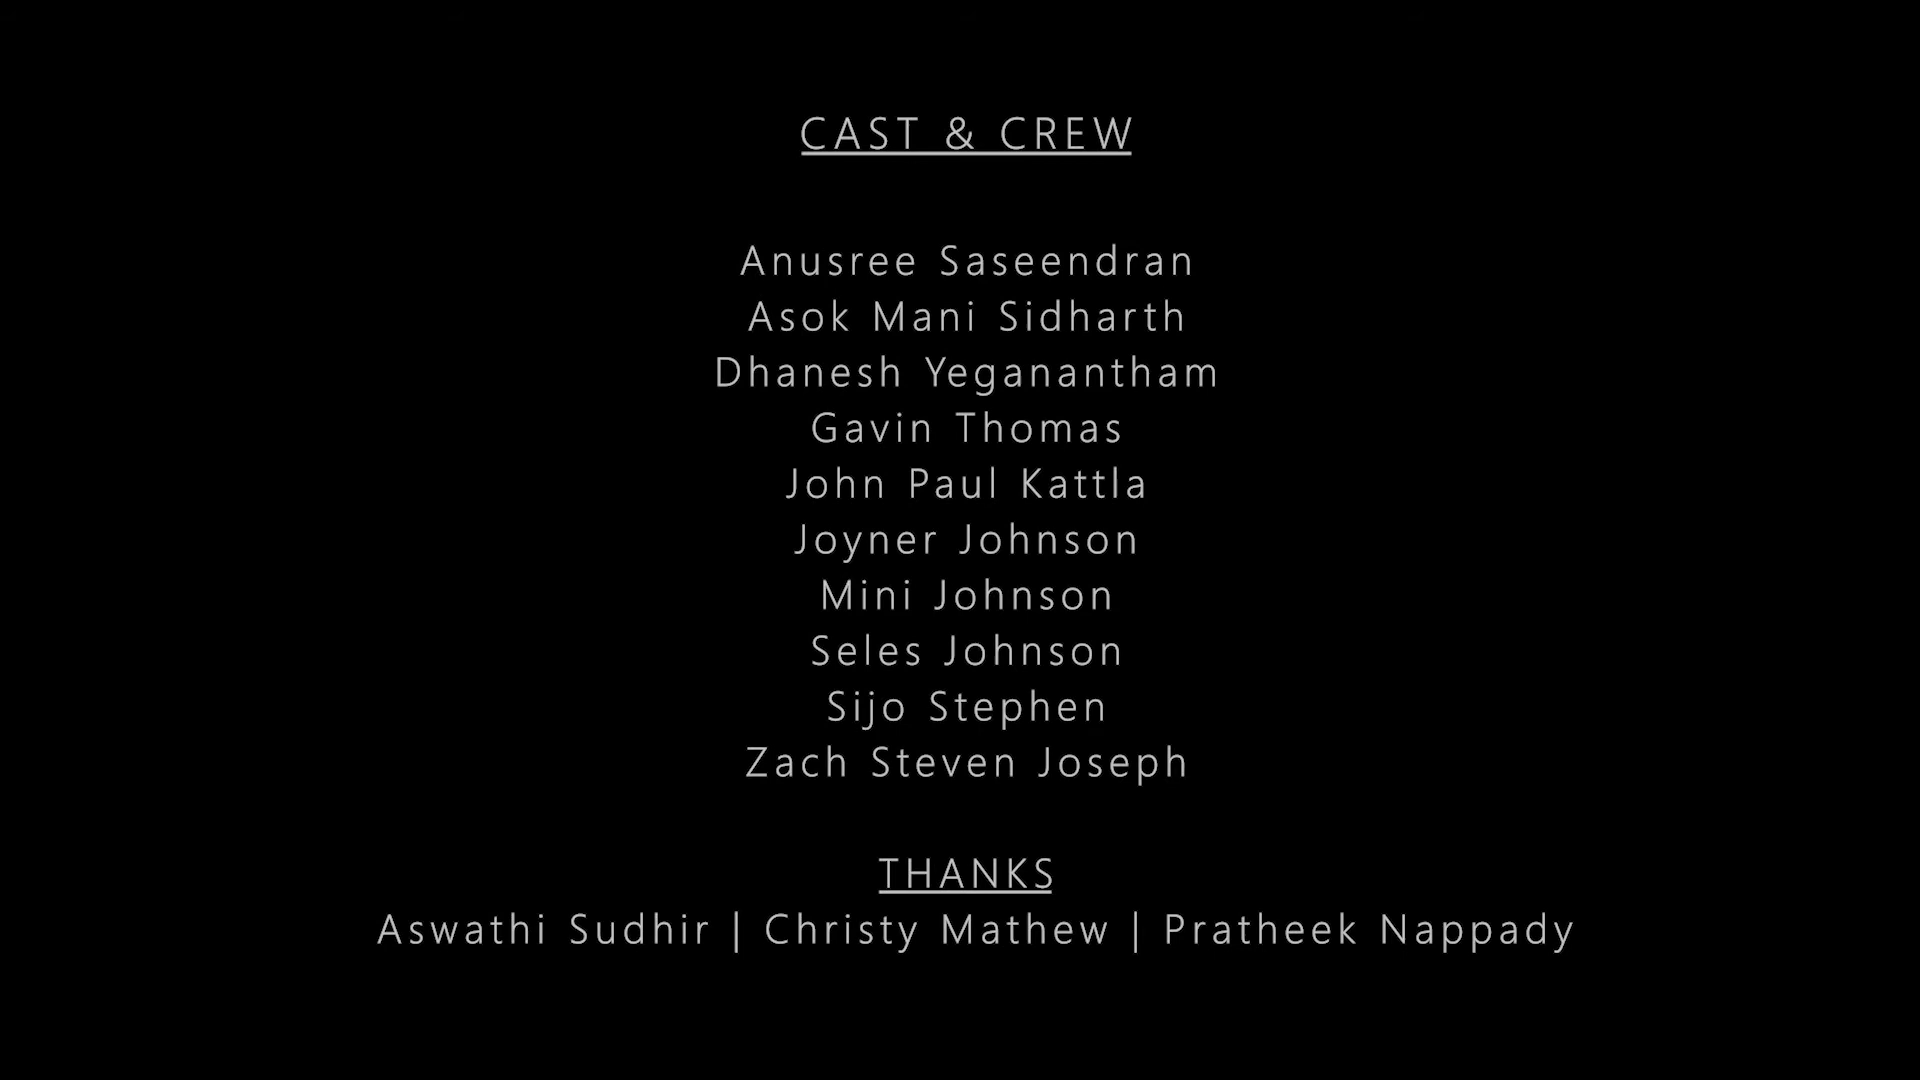 CAST & CREW
Anusree Saseendran
Asok Mani Sidharth
Dhanesh Yeganantham
Gavin Thomas
John Paul Kattla
Joyner Johnson
Mini Johnson
Seles Johnson
Sijo Stephen
Zach Steven Joseph
THANKS
Aswathi Sudhir | Christy Mathew | Pratheek Nappady